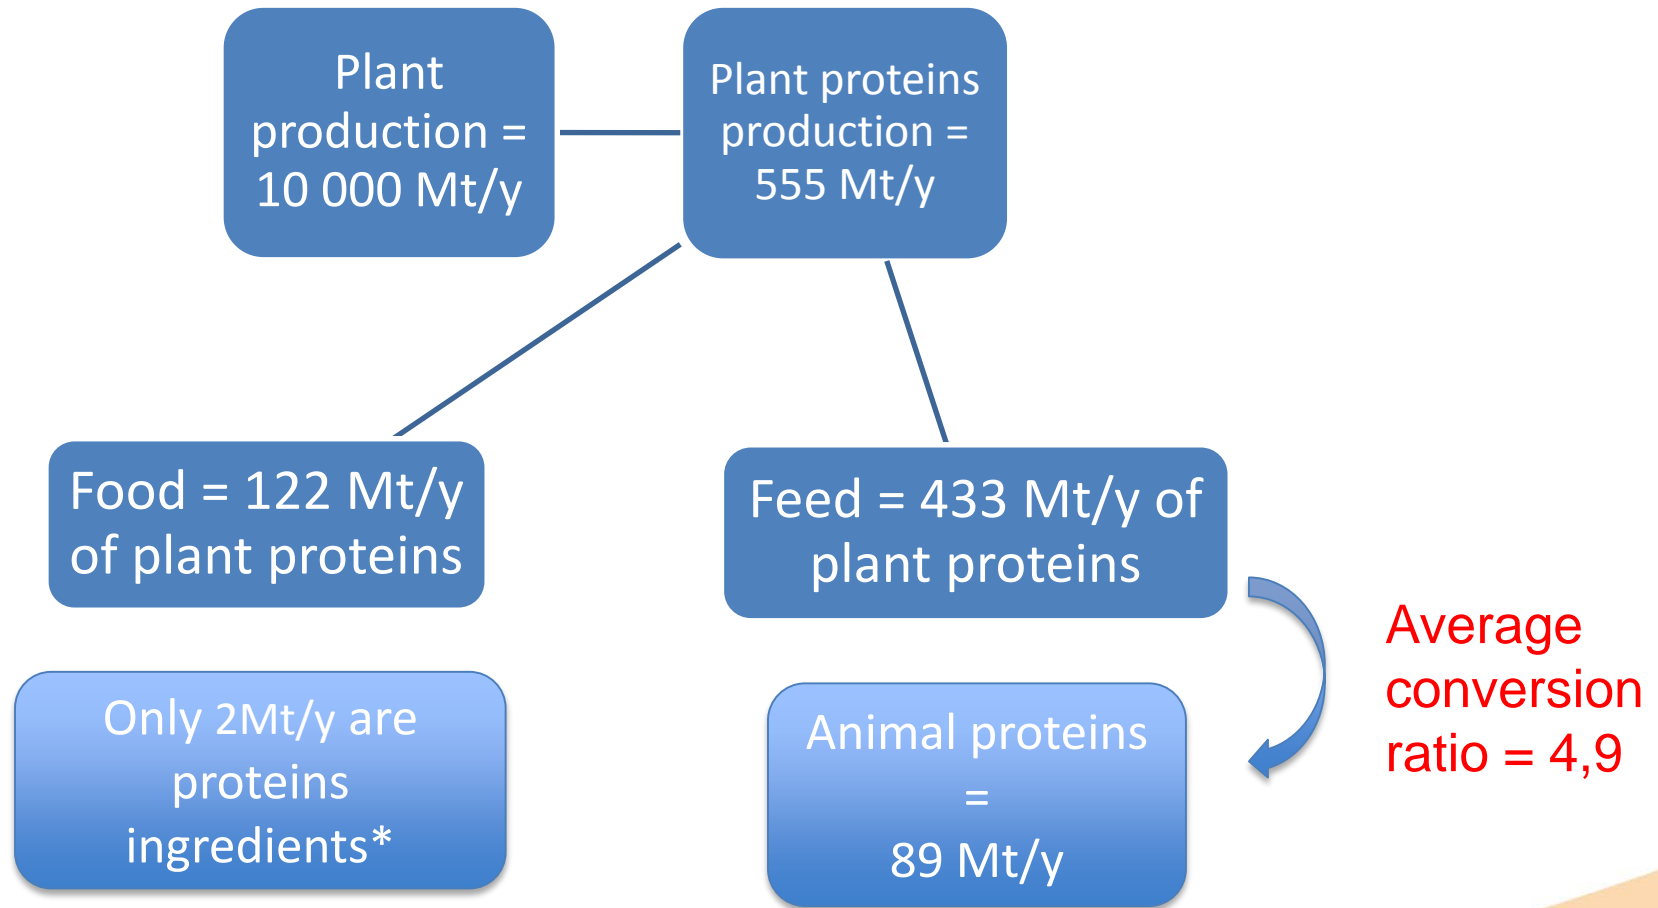 Plant
production =
10 000 Mt/y
Plant proteins
production =
555 Mt/y
Food = 122 Mt/y
of plant proteins
Feed = 433 Mt/y of
plant proteins
Average
conversion
ratio = 4,9
Only 2Mt/y are
proteins
ingredients*
Animal proteins
=
89 Mt/y